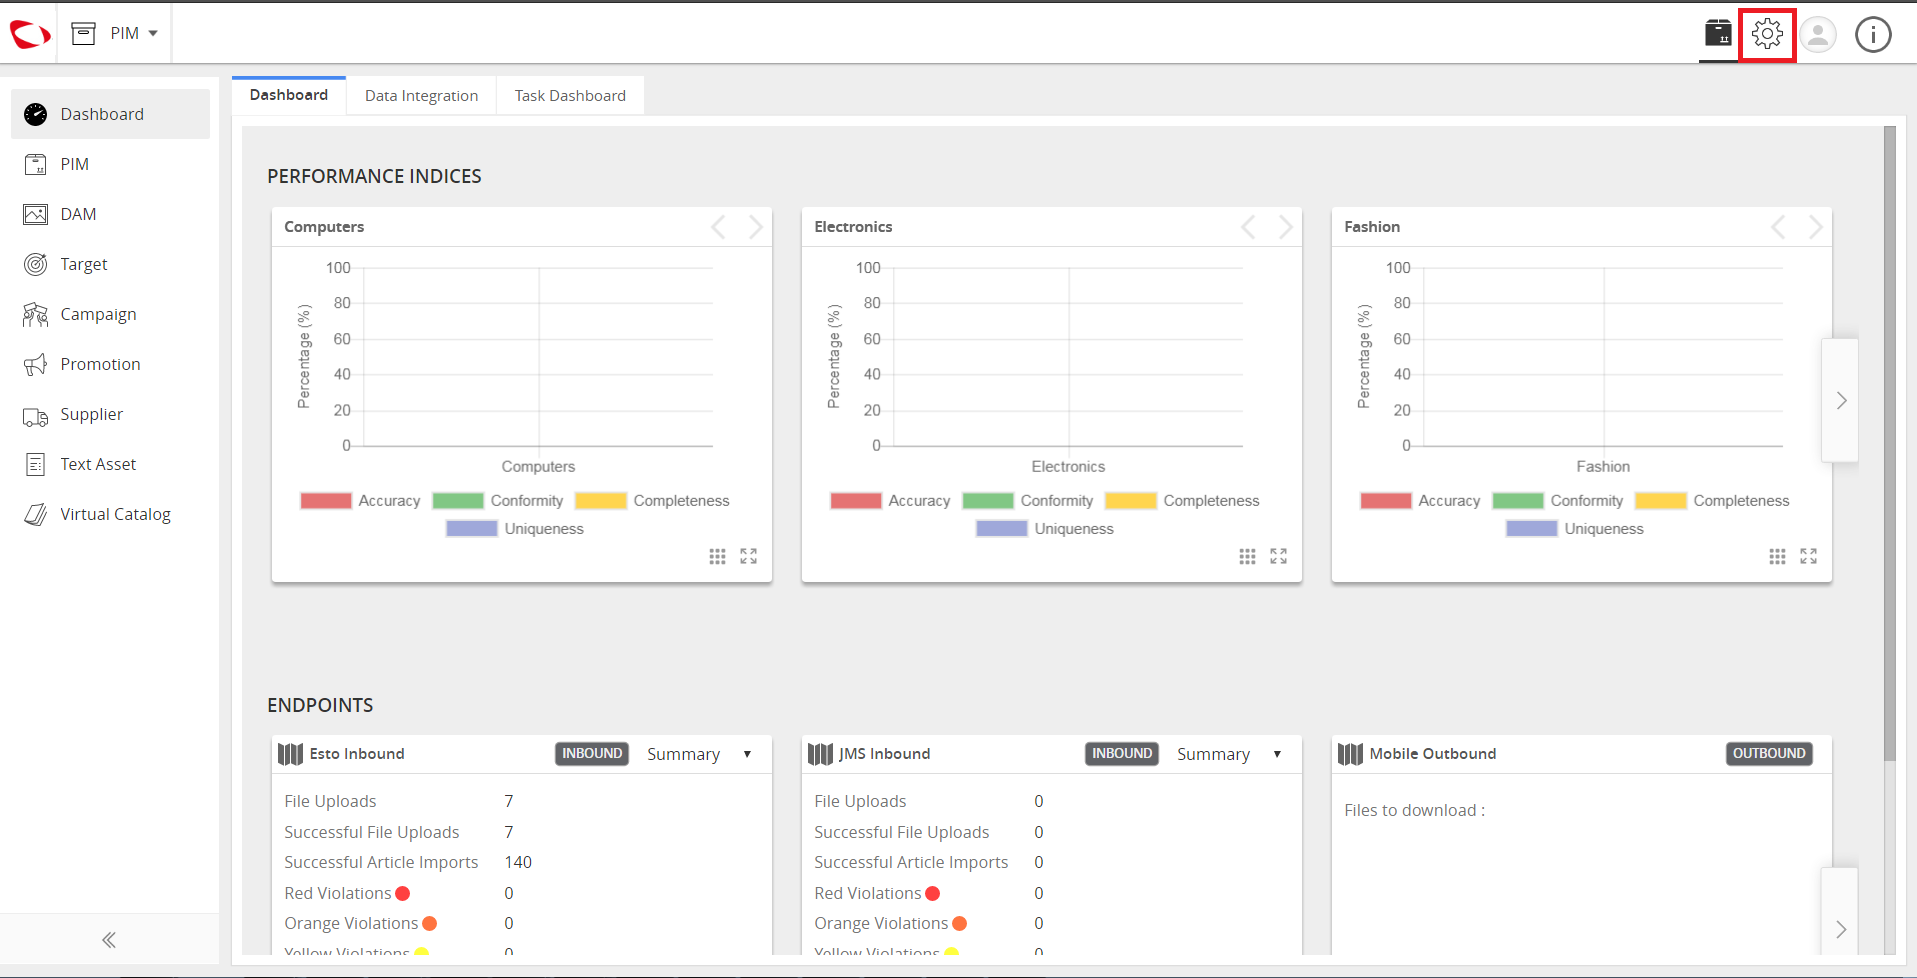 PIM
Dashboard
PIM
DAM
Target
Campaign
Promotion
Supplier
Text Asset
Virtual Catalog
Dashboard Data Integration Task Dashboard
PERFORMANCE INDICES
Computers
100
80
60
40
20
0
Percentage (%)
Computers
Accuracy Conformity Completeness
Uniqueness
Electronics
100
80
60
40
20
0
Percentage (%)
Electronics
Accuracy Conformity Completeness
Uniqueness
Fashion
100
80
60
40
20
0
Percentage (%)
Fashion
Accuracy Conformity Completeness
Uniqueness
ENDPOINTS
Esto Inbound INBOUND Summary
File Uploads 7
Successful File Uploads 7
Successful Article Imports 140
Red Violations 0
Orange Violations 0
Yellow Violations 0
JMS Inbound INBOUND Summary
File Uploads 0
Successful File Uploads 0
Successful Article Imports 0
Red Violations 0
Orange Violations 0
Yellow Violations 0
Mobile Outbound OUTBOUND
Files to download :